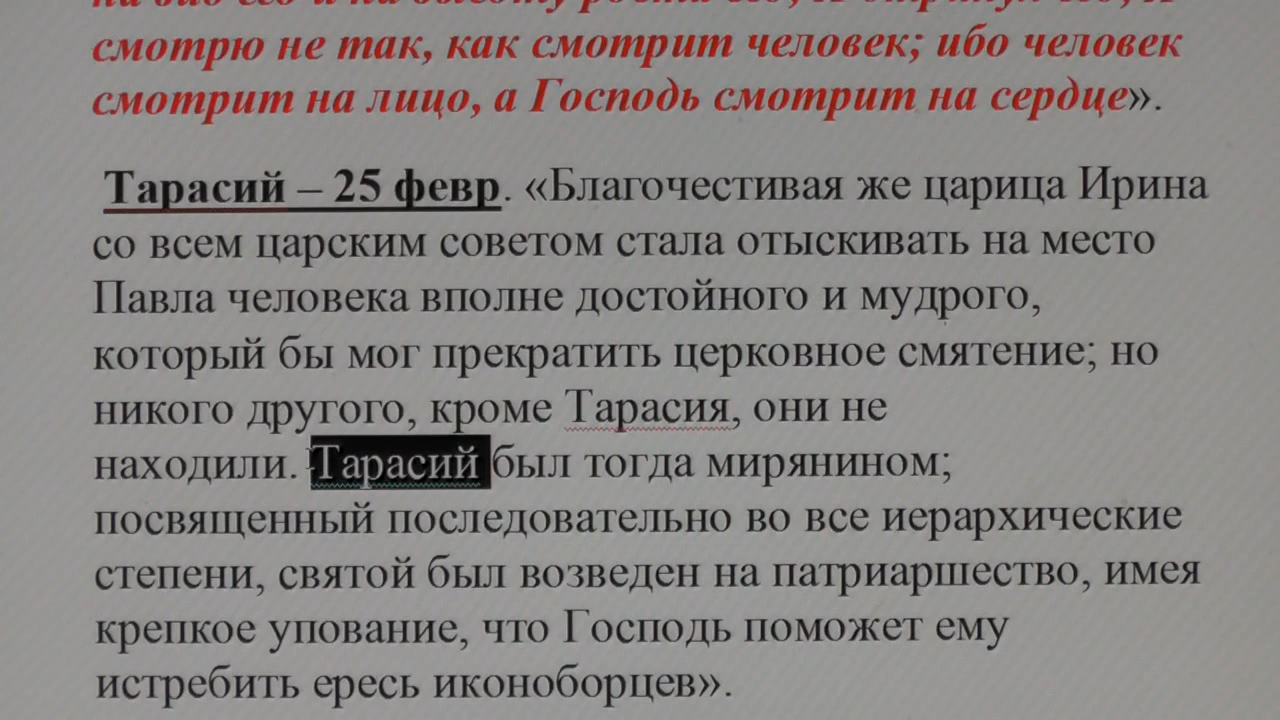 смотрю не так, как смотрит человек; ибо человек
смотрит на лицо, а Господь смотрит на сердце».
Тарасий – 25 февр. «Благочестивая же царица Ирина
со всем царским советом стала отыскивать на место
Павла человека вполне достойного и мудрого,
который бы мог прекратить церковное смятение; но
никого другого, кроме Тарасия, они не
находили. Тарасий был тогда мирянином;
посвященный последовательно во все иерархические
степени, святой был возведен на патриаршество, имея
крепкое упование, что Господь поможет ему
истребить ересь иконоборцев».